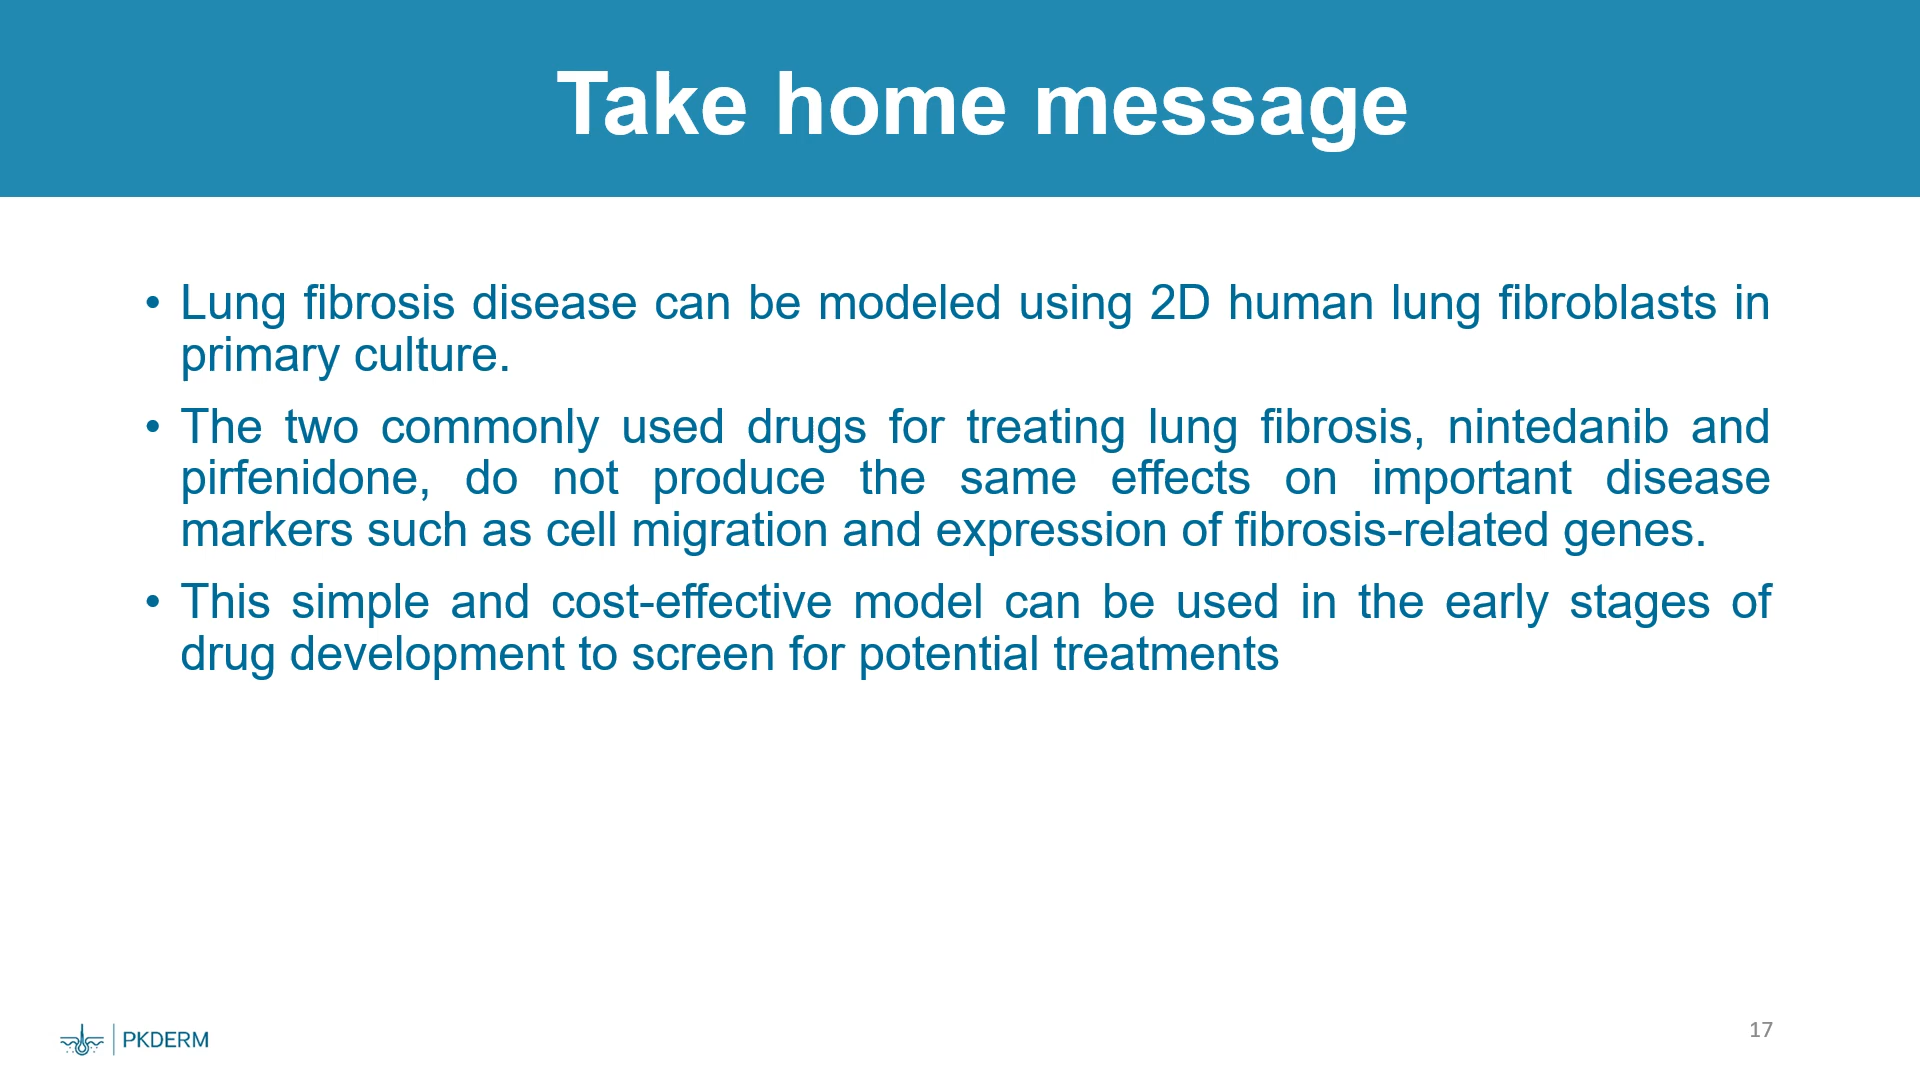 Take home message
• Lung fibrosis disease can be modeled using 2D human lung fibroblasts in
primary culture.
• The two commonly used drugs for treating lung fibrosis, nintedanib and
pirfenidone, do not produce the same effects on important disease
markers such as cell migration and expression of fibrosis-related genes.
• This simple and cost-effective model can be used in the early stages of
drug development to screen for potential treatments
PKDERM
17